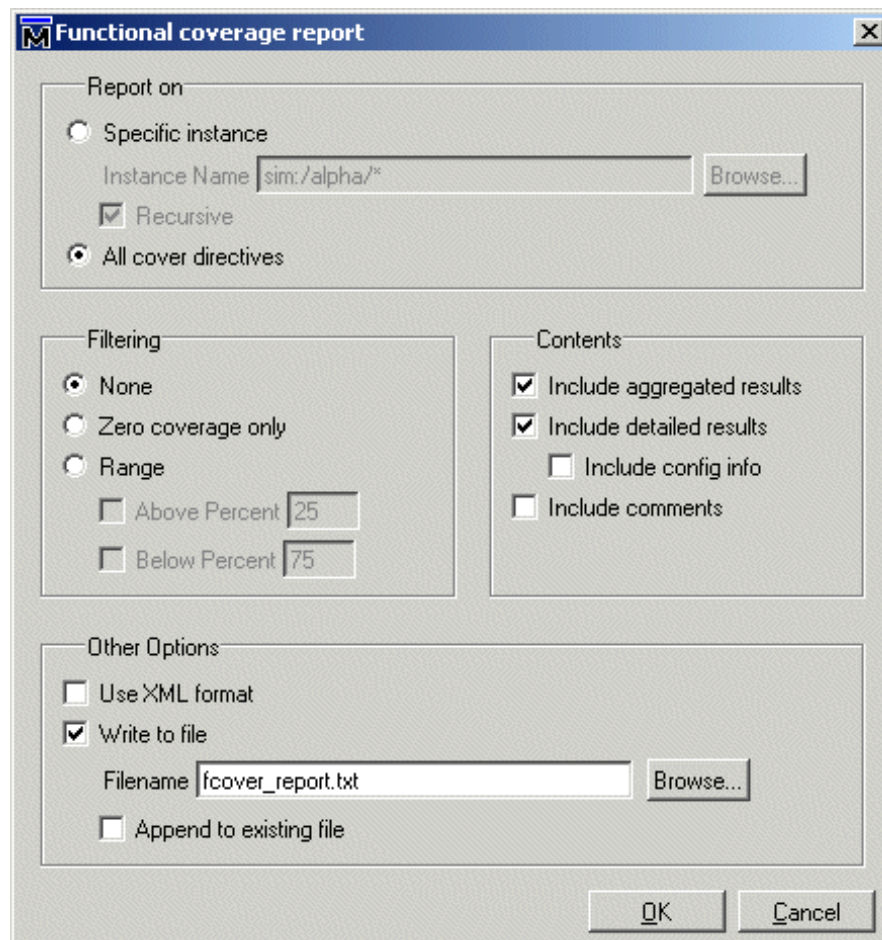 Functional coverage report
Report on
Specific instance
Instance Name sim:/alpha/* Browse...
Recursive
All cover directives
Filtering
None
Zero coverage only
Range
Above Percent 25
Below Percent 75
Contents
Include aggregated results
Include detailed results
Include config info
Include comments
Other Options
Use XML format
Write to file
Filename fcover_report.txt Browse...
Append to existing file
OK Cancel